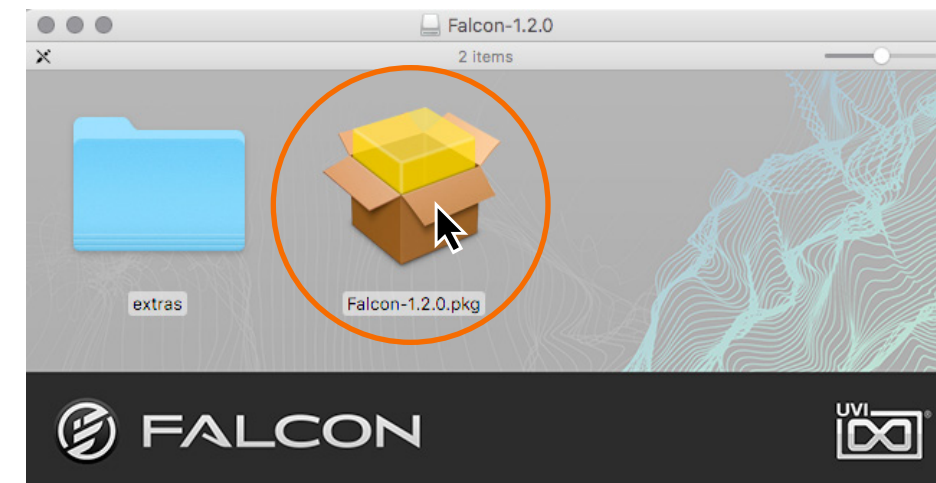 Falcon-1.2.0
2 items
extras
Falcon-1.2.0.pkg
FALCON
UVI
®